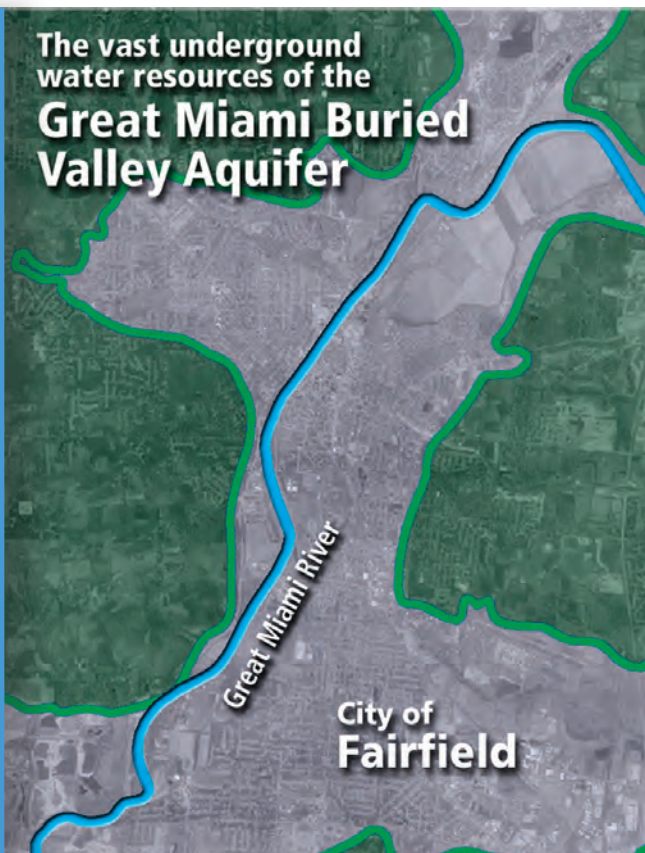 The vast underground
water resources of the
Great Miami Buried
Valley Aquifer
Great Miami River
City of
Fairfield